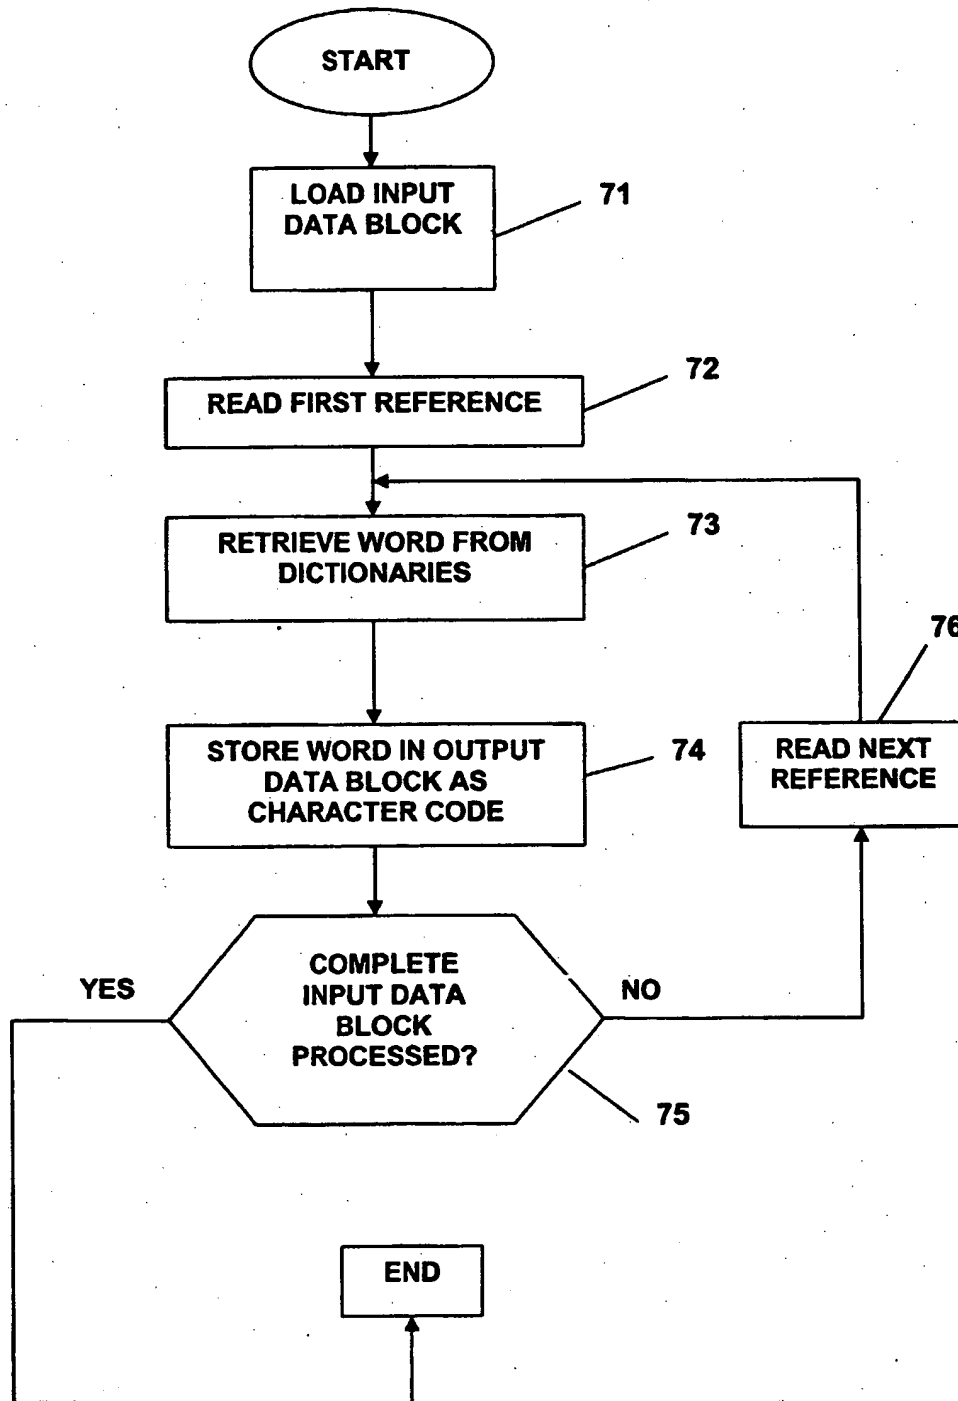 START
LOAD INPUT
DATA BLOCK
71
READ FIRST REFERENCE
72
RETRIEVE WORD FROM
DICTIONARIES
73
STORE WORD IN OUTPUT
DATA BLOCK AS
CHARACTER CODE
74
76
READ NEXT
REFERENCE
COMPLETE
INPUT DATA
BLOCK
PROCESSED?
YES
NO
75
END